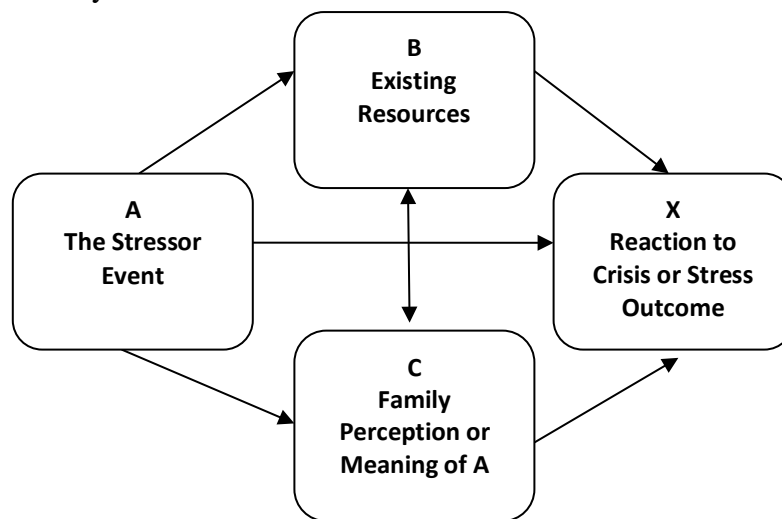 B
Existing
Resources
A
The Stressor
Event
X
Reaction to
Crisis or Stress
Outcome
C
Family
Perception or
Meaning of A